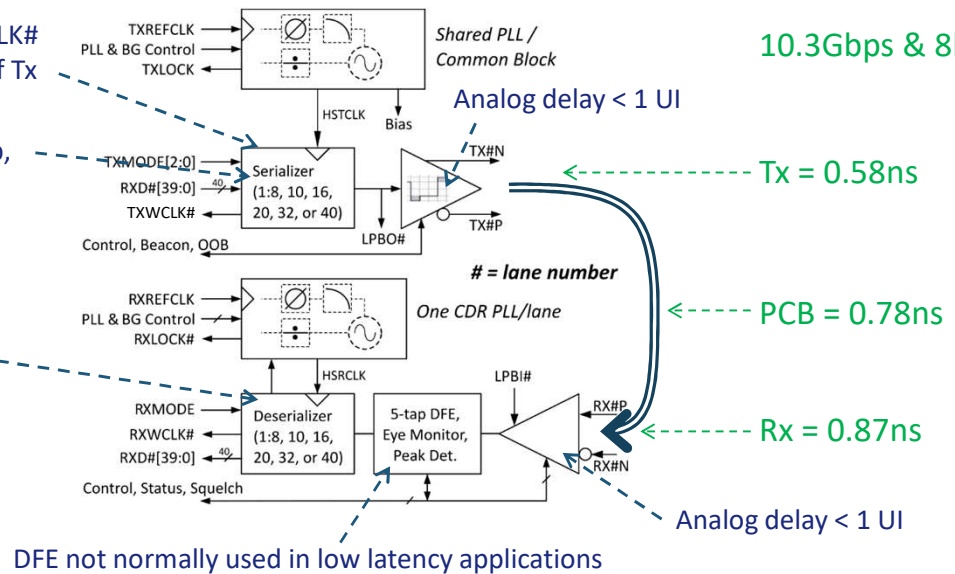 LK#
f Tx
TXREFCLK
PLL & BG Control
TXLOCK
Shared PLL /
Common Block
10.3Gbps & 8
HSTCLK
Bias
Analog delay < 1 UI
TXMODE[2:0]
RXD#[39:0]
40
TXWCLK#
Serializer
(1:8, 10, 16,
20, 32, or 40)
LPBO#
TX#N
TX#P
Tx = 0.58ns
Control, Beacon, OOB
# = lane number
RXREFCLK
PLL & BG Control
RXLOCK#
One CDR PLL/lane
PCB = 0.78ns
HSRCLK
LPBI#
RXMODE
RXWCLK#
RXD#[39:0]
40
Deserializer
(1:8, 10, 16,
20, 32, or 40)
5-tap DFE,
Eye Monitor,
Peak Det.
RX#P
RX#N
Rx = 0.87ns
Control, Status, Squelch
Analog delay < 1 UI
DFE not normally used in low latency applications